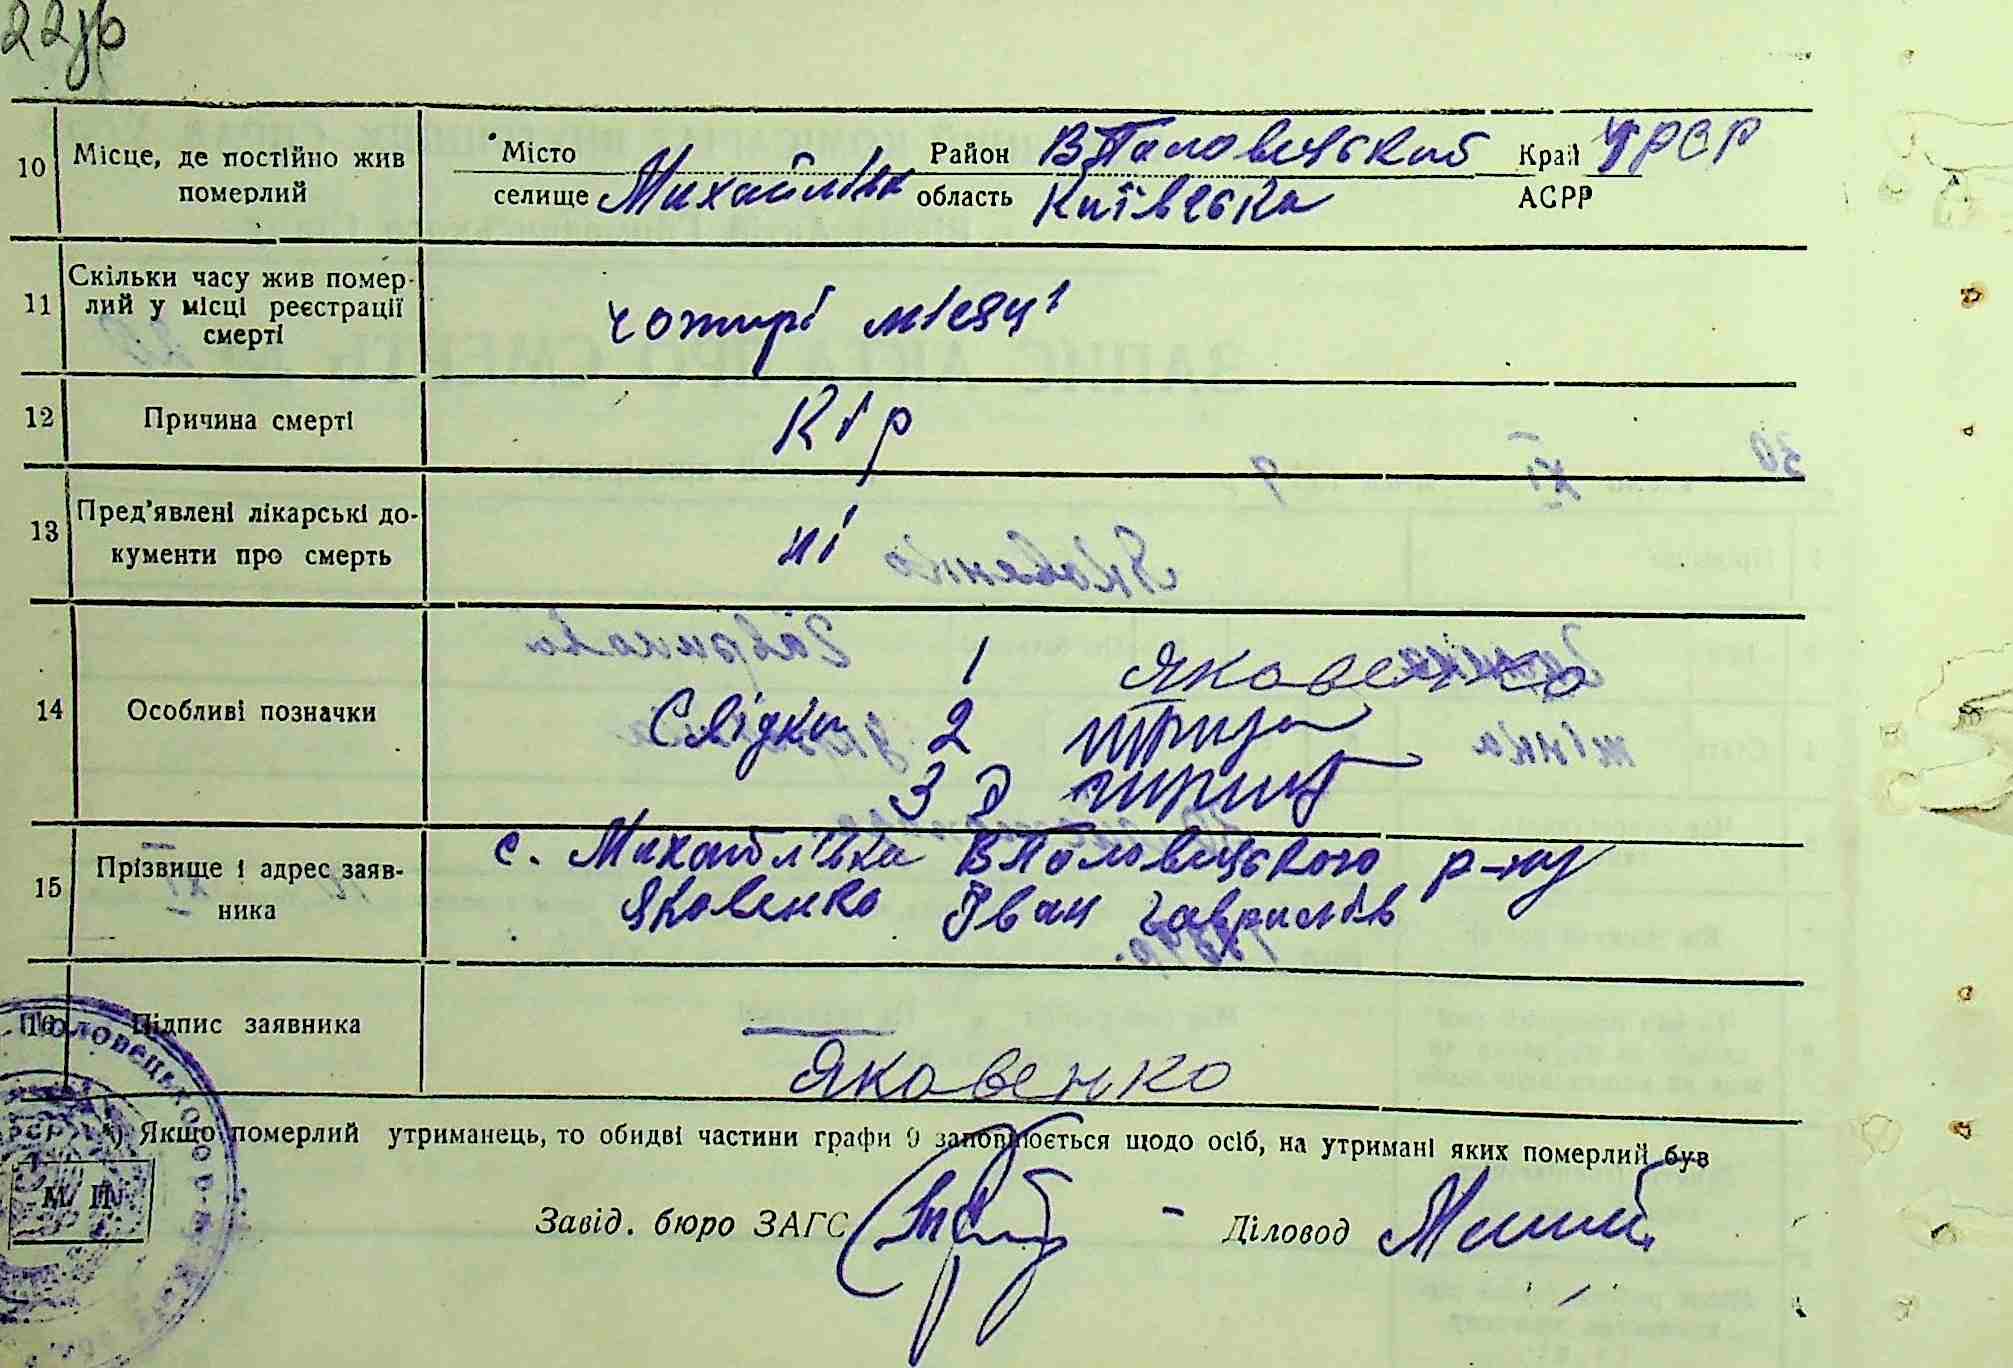 22зв
10 Місце, де постійно жив померлий
Місто Район В Половецький Край УРСР
селище Михайлівка область Київська АСРР
11 Скільки часу жив помер-
лий у місці реєстрації
смерті
чотирі місяці
12 Причина смерті Кір
13 Пред’явлені лікарські до-
кументи про смерть
ні
14 Особливі позначки
1 Яковенко
Свідки 2
3
15 Прізвище і адрес заяв-
ника
с. Михайлівка В Половецького р-ну
Яковенко Іван Гаврилів
16 Підпис заявника
Яковенко
*) Якщо померлий утриманець, то обидві частини графи 9 заповнюється щодо осіб, на утримані яких померлий був
М П
Завід. бюро ЗАГС Діловод